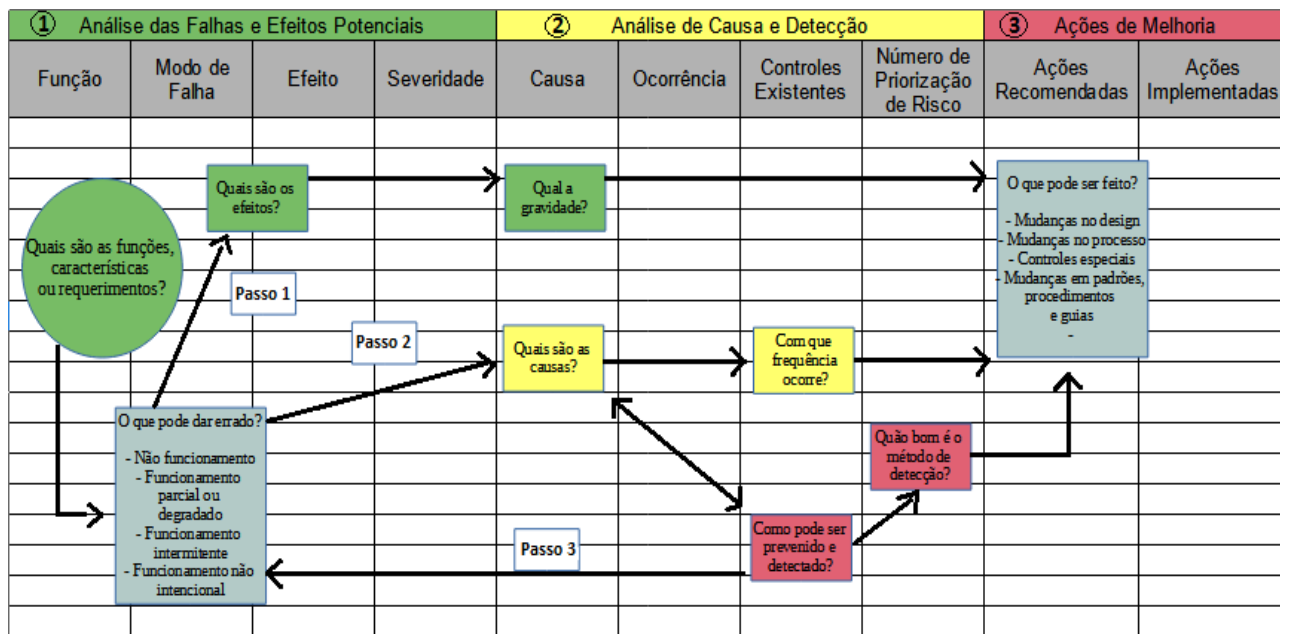 ① Análise das Falhas e Efeitos Potenciais
② Análise de Causa e Detecção
③ Ações de Melhoria
Função
Modo de
Falha
Efeito
Severidade
Causa
Ocorrência
Controles
Existentes
Número de
Priorização
de Risco
Ações
Recomendadas
Ações
Implementadas
Quais são as funções,
características
ou requerimentos?
Quais são os
efeitos?
Qual a
gravidade?
O que pode ser feito?
- Mudanças no design
- Mudanças no processo
- Controles especiais
- Mudanças em padrões,
procedimentos
e guias
-
Passo 1
Passo 2
Quais são as
causas?
Com que
frequência
ocorre?
O que pode dar errado?
- Não funcionamento
- Funcionamento
parcial ou
degradado
- Funcionamento
intermitente
- Funcionamento não
intencional
Quão bom é o
método de
detecção?
Passo 3
Como pode ser
prevenido e
detectado?